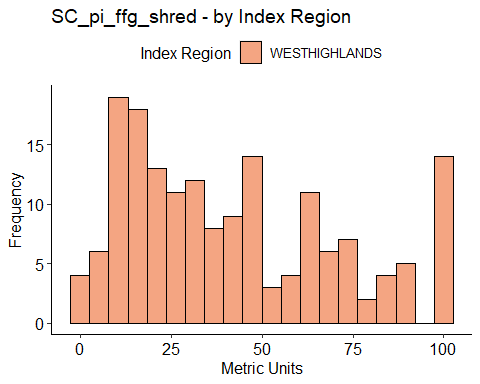 SC_pi_ffg_shred - by Index Region
Index Region WESTHIGHLANDS
Frequency
15
10
5
0
0 25 50 75 100
Metric Units